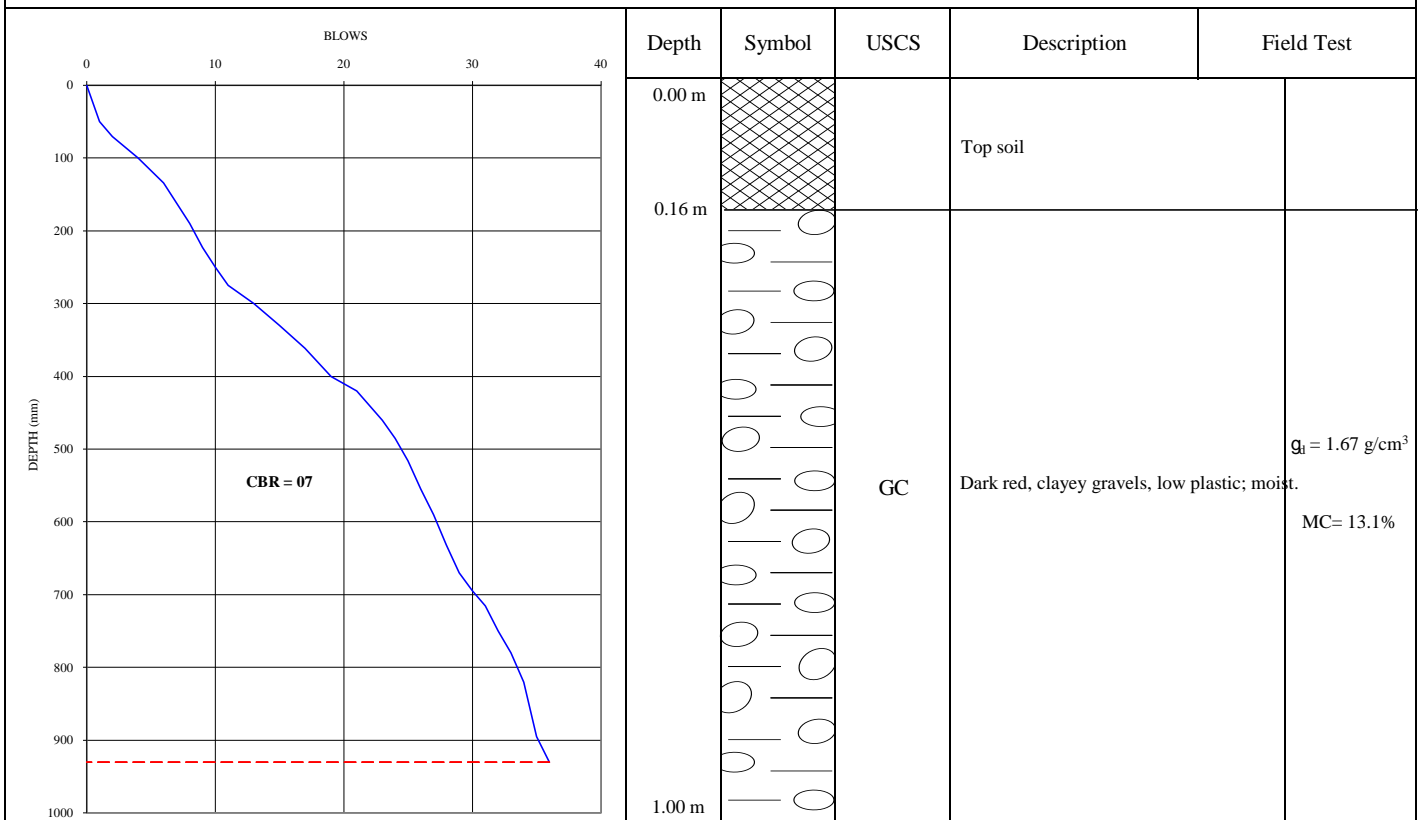 BLOWS
0 10 20 30 40
0
100
200
300
400
500
600
700
800
900
1000
DEPTH (mm)
CBR = 07
Depth Symbol USCS Description Field Test
0.00 m
Top soil
0.16 m
GC
Dark red, clayey gravels, low plastic; moist.
gd = 1.67 g/cm³
MC= 13.1%
1.00 m